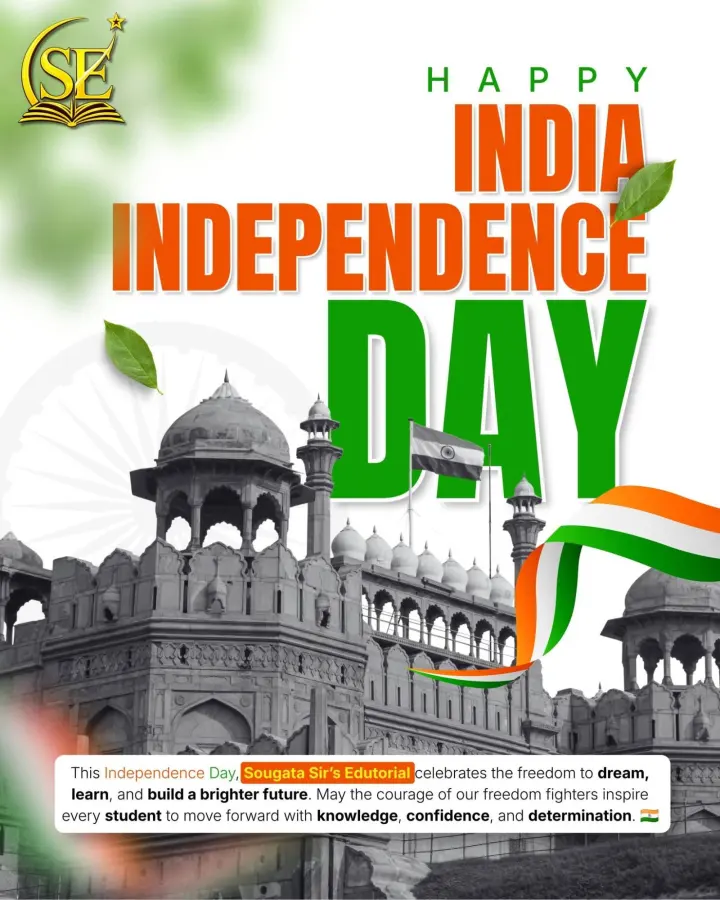 SE
HAPPY
INDIA
INDEPENDENCE
DAY
This Independence Day, Sougata Sir's Edutorial celebrates the freedom to dream,
learn, and build a brighter future. May the courage of our freedom fighters inspire
every student to move forward with knowledge, confidence, and determination. 🇮🇳